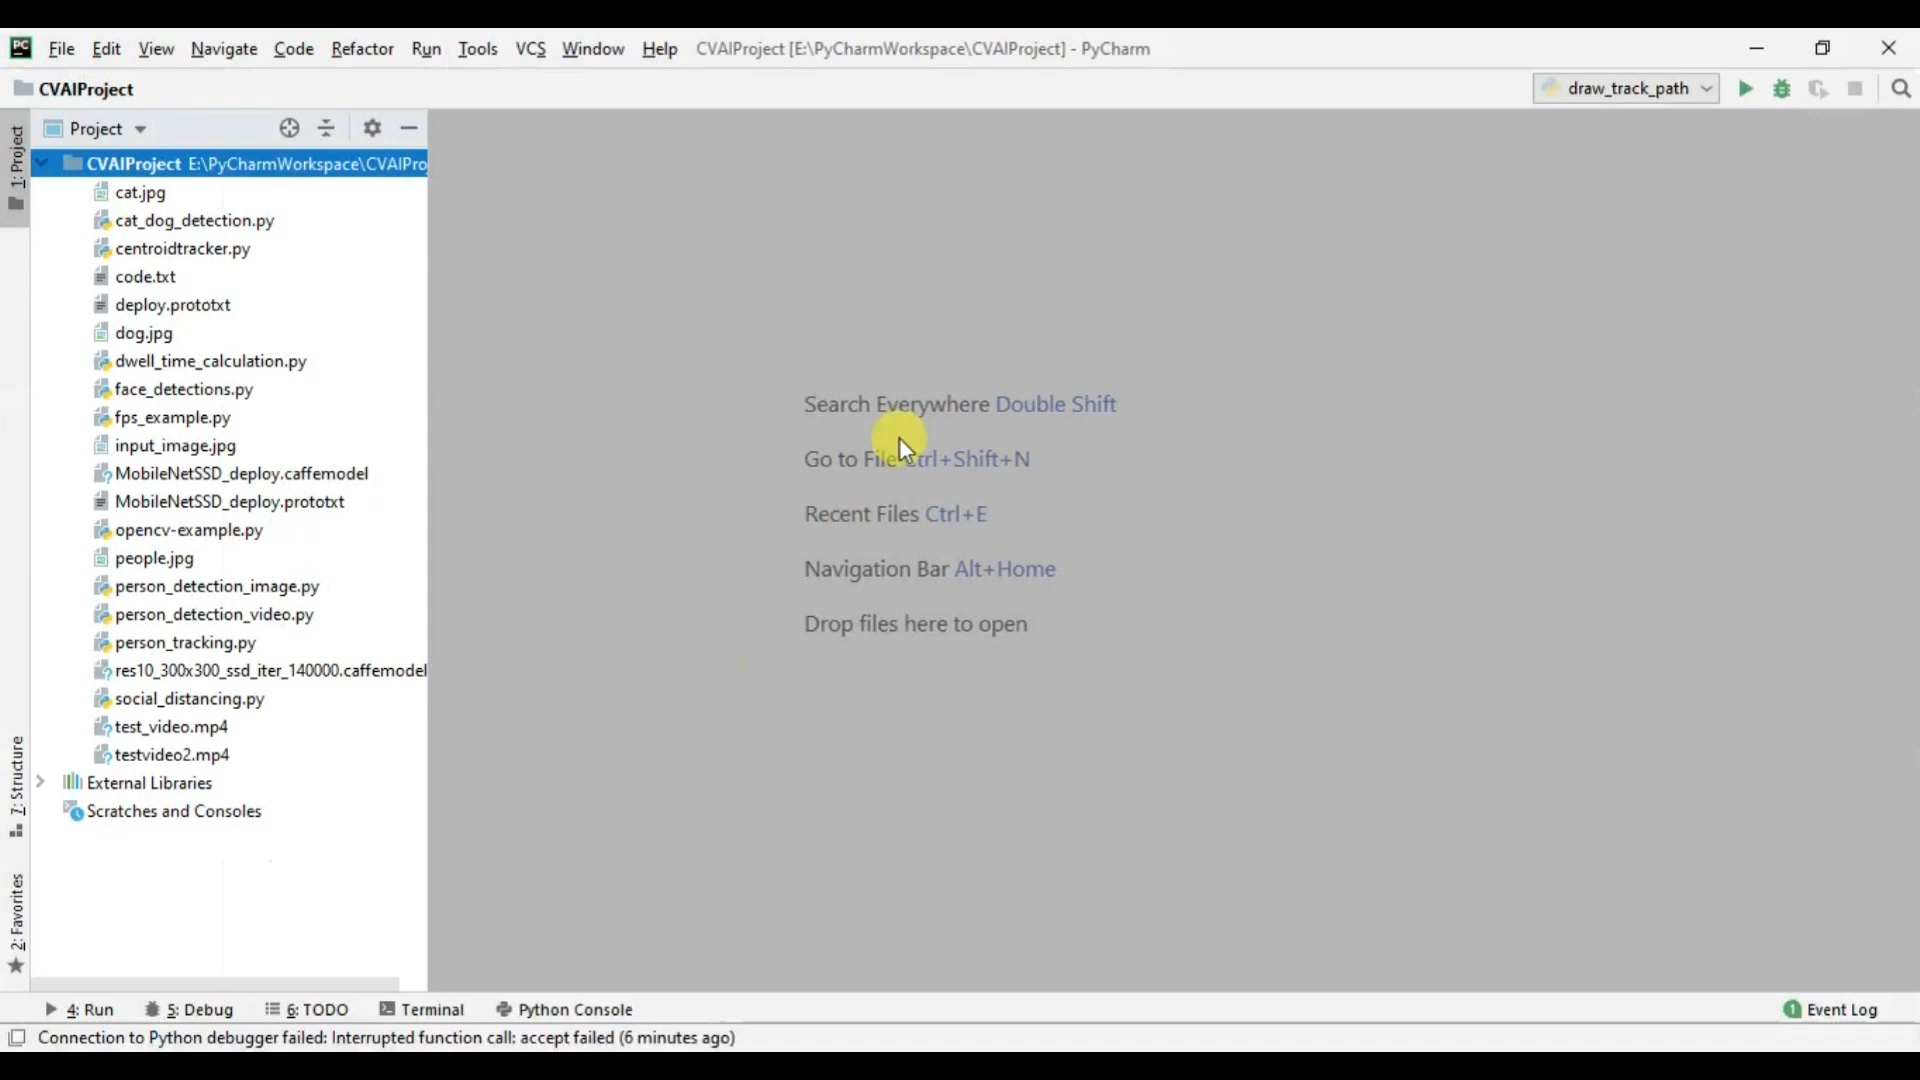 PC File Edit View Navigate Code Refactor Run Tools VCS Window Help CVAIProject [E:\PyCharmWorkspace\CVAIProject] - PyCharm
CVAIProject
draw_track_path
1: Project
Project
CVAIProject E:\PyCharmWorkspace\CVAIPro
cat.jpg
cat_dog_detection.py
centroidtracker.py
code.txt
deploy.prototxt
dog.jpg
dwell_time_calculation.py
face_detections.py
fps_example.py
input_image.jpg
MobileNetSSD_deploy.caffemodel
MobileNetSSD_deploy.prototxt
opencv-example.py
people.jpg
person_detection_image.py
person_detection_video.py
person_tracking.py
res10_300x300_ssd_iter_140000.caffemodel
social_distancing.py
test_video.mp4
testvideo2.mp4
External Libraries
Scratches and Consoles
Search Everywhere Double Shift
Go to File Ctrl+Shift+N
Recent Files Ctrl+E
Navigation Bar Alt+Home
Drop files here to open
7: Structure
2: Favorites
4: Run 5: Debug 6: TODO Terminal Python Console
1 Event Log
Connection to Python debugger failed: Interrupted function call: accept failed (6 minutes ago)